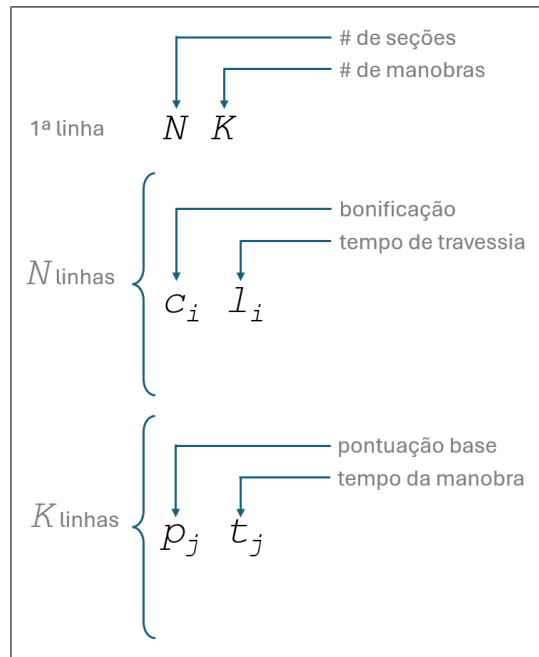 # de seções
# de manobras
1ª linha N K
bonificação
tempo de travessia
N linhas
c_i l_i
pontuação base
tempo da manobra
K linhas
p_j t_j